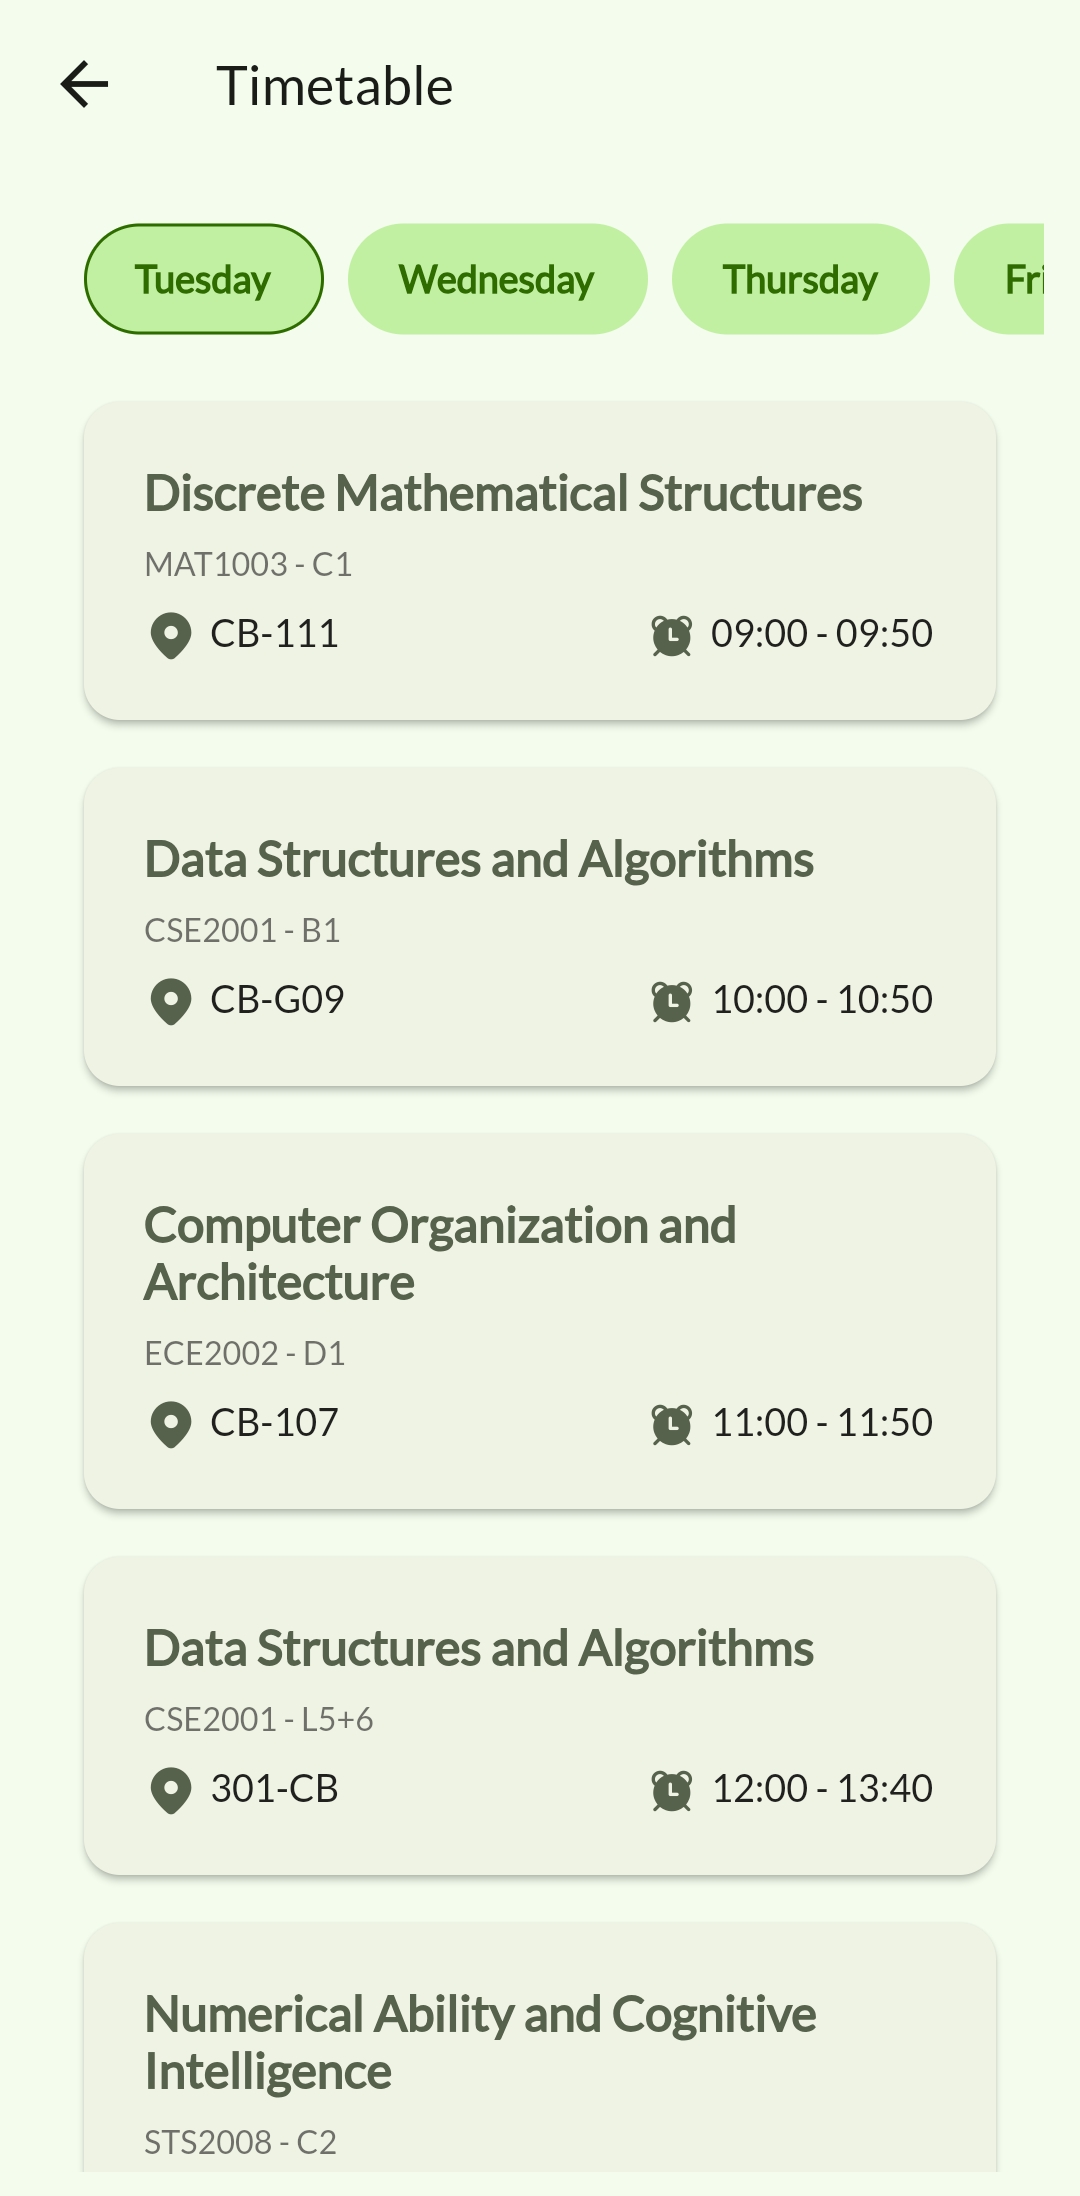 Timetable
Tuesday Wednesday Thursday Fri
Discrete Mathematical Structures
MAT1003 - C1
CB-111 09:00 - 09:50
Data Structures and Algorithms
CSE2001 - B1
CB-G09 10:00 - 10:50
Computer Organization and
Architecture
ECE2002 - D1
CB-107 11:00 - 11:50
Data Structures and Algorithms
CSE2001 - L5+6
301-CB 12:00 - 13:40
Numerical Ability and Cognitive
Intelligence
STS2008 - C2